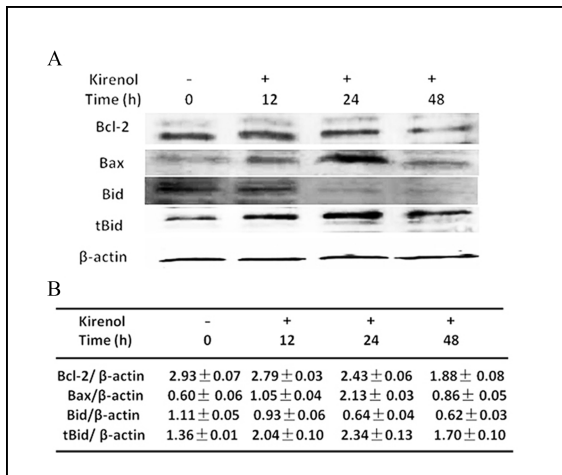 A
Kirenol - + + +
Time (h) 0 12 24 48
Bcl-2
Bax
Bid
tBid
β-actin
B
Kirenol - + + +
Time (h) 0 12 24 48
Bcl-2/ β-actin 2.93±0.07 2.79±0.03 2.43±0.06 1.88±0.08
Bax/β-actin 0.60±0.06 1.05±0.04 2.13±0.03 0.86±0.05
Bid/β-actin 1.11±0.05 0.93±0.06 0.64±0.04 0.62±0.03
tBid/ β-actin 1.36±0.01 2.04±0.10 2.34±0.13 1.70±0.10